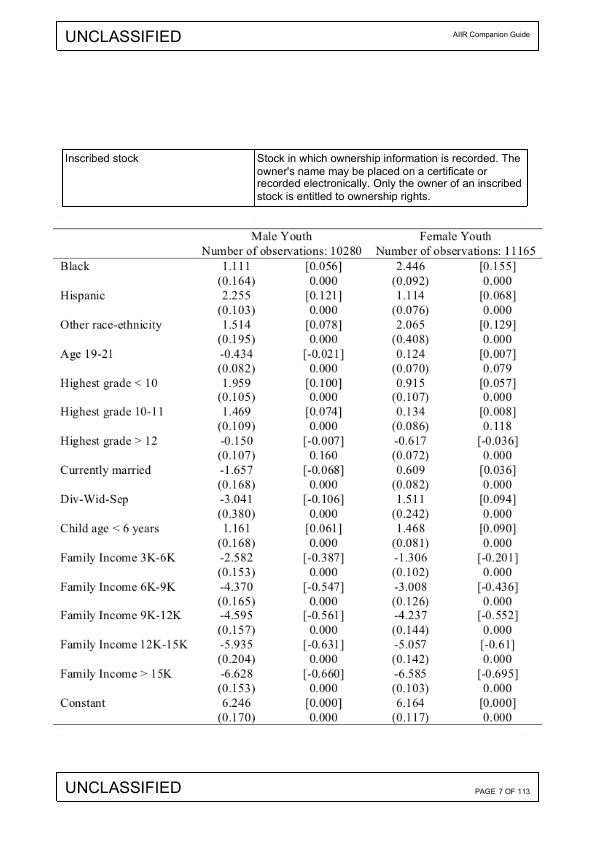 UNCLASSIFIED
AIIR Companion Guide
Inscribed stock
Stock in which ownership information is recorded. The
owner's name may be placed on a certificate or
recorded electronically. Only the owner of an inscribed
stock is entitled to ownership rights.
Male Youth Female Youth
Number of observations: 10280 Number of observations: 11165
Black 1.111 [0.056] 2.446 [0.155]
(0.164) 0.000 (0.092) 0.000
Hispanic 2.255 [0.121] 1.114 [0.068]
(0.103) 0.000 (0.076) 0.000
Other race-ethnicity 1.514 [0.078] 2.065 [0.129]
(0.195) 0.000 (0.408) 0.000
Age 19-21 -0.434 [-0.021] 0.124 [0.007]
(0.082) 0.000 (0.070) 0.079
Highest grade < 10 1.959 [0.100] 0.915 [0.057]
(0.105) 0.000 (0.107) 0.000
Highest grade 10-11 1.469 [0.074] 0.134 [0.008]
(0.109) 0.000 (0.086) 0.118
Highest grade > 12 -0.150 [-0.007] -0.617 [-0.036]
(0.107) 0.160 (0.072) 0.000
Currently married -1.657 [-0.068] 0.609 [0.036]
(0.168) 0.000 (0.082) 0.000
Div-Wid-Sep -3.041 [-0.106] 1.511 [0.094]
(0.380) 0.000 (0.242) 0.000
Child age < 6 years 1.161 [0.061] 1.468 [0.090]
(0.168) 0.000 (0.081) 0.000
Family Income 3K-6K -2.582 [-0.387] -1.306 [-0.201]
(0.153) 0.000 (0.102) 0.000
Family Income 6K-9K -4.370 [-0.547] -3.008 [-0.436]
(0.165) 0.000 (0.126) 0.000
Family Income 9K-12K -4.595 [-0.561] -4.237 [-0.552]
(0.157) 0.000 (0.144) 0.000
Family Income 12K-15K -5.935 [-0.631] -5.057 [-0.61]
(0.204) 0.000 (0.142) 0.000
Family Income > 15K -6.628 [-0.660] -6.585 [-0.695]
(0.153) 0.000 (0.103) 0.000
Constant 6.246 [0.000] 6.164 [0.000]
(0.170) 0.000 (0.117) 0.000
UNCLASSIFIED
PAGE 7 OF 113